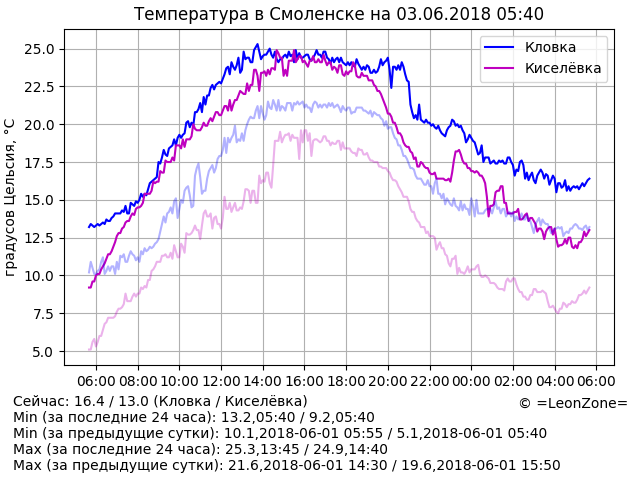 Температура в Смоленске на 03.06.2018 05:40
25.0
22.5
20.0
17.5
15.0
12.5
10.0
7.5
5.0
градусов Цельсия, °C
Кловка
Киселёвка
06:00 08:00 10:00 12:00 14:00 16:00 18:00 20:00 22:00 00:00 02:00 04:00 06:00
Сейчас: 16.4 / 13.0 (Кловка / Киселёвка)
© =LeonZone=
Min (за последние 24 часа): 13.2,05:40 / 9.2,05:40
Min (за предыдущие сутки): 10.1,2018-06-01 05:55 / 5.1,2018-06-01 05:40
Max (за последние 24 часа): 25.3,13:45 / 24.9,14:40
Max (за предыдущие сутки): 21.6,2018-06-01 14:30 / 19.6,2018-06-01 15:50